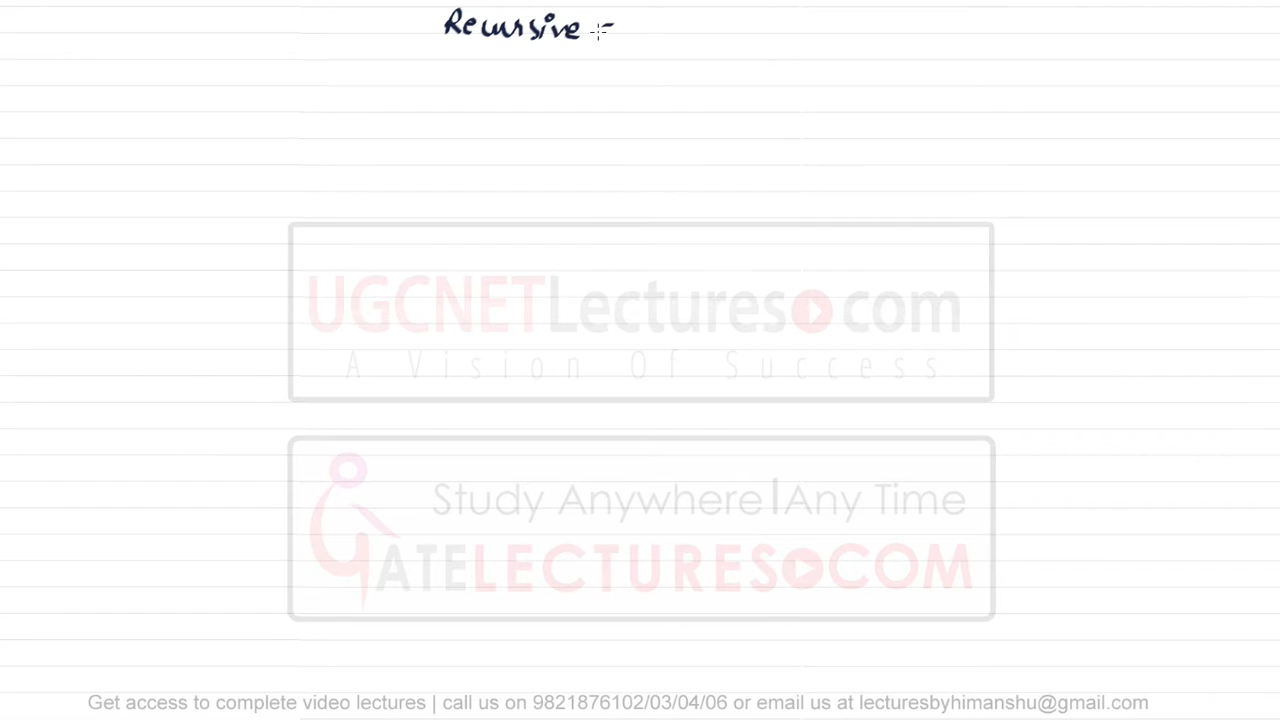 Recursive :-
UGCNETLectures.com
A Vision Of Success
Study Anywhere|Any Time
GATELECTURES.COM
Get access to complete video lectures | call us on 9821876102/03/04/06 or email us at lecturesbyhimanshu@gmail.com